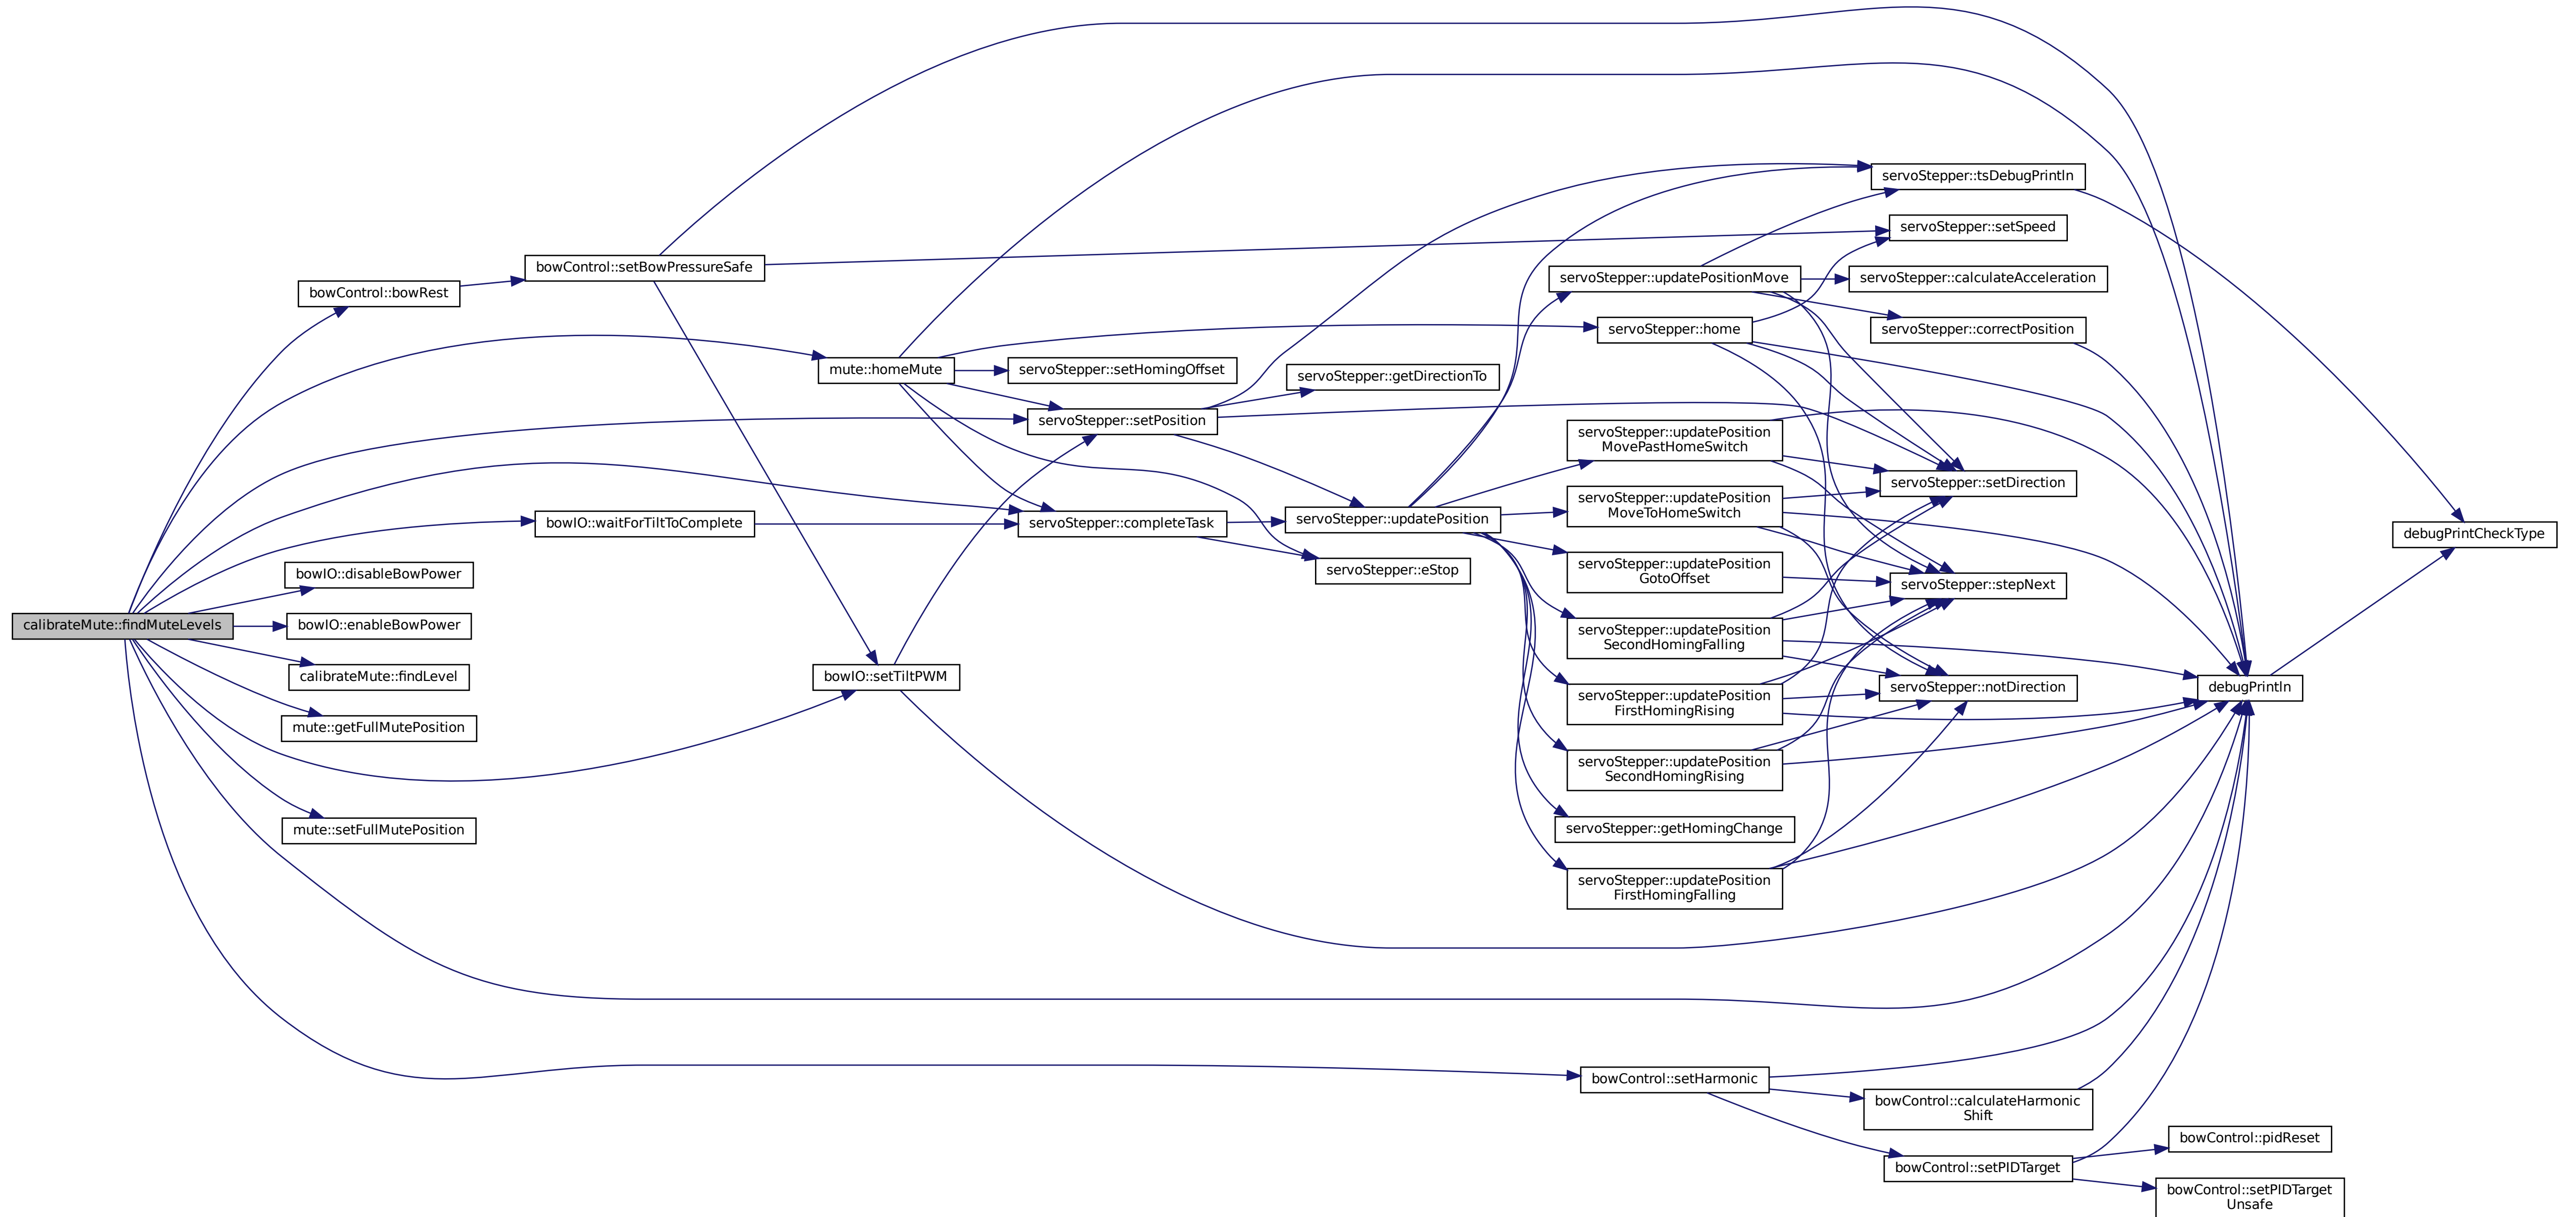 calibrateMute::findMuteLevels
bowControl::bowRest
bowIO::disableBowPower
bowIO::enableBowPower
calibrateMute::findLevel
mute::getFullMutePosition
mute::setFullMutePosition
bowControl::setBowPressureSafe
bowIO::waitForTiltToComplete
mute::homeMute
bowIO::setTiltPWM
servoStepper::setHomingOffset
servoStepper::setPosition
servoStepper::completeTask
servoStepper::getDirectionTo
servoStepper::updatePosition
servoStepper::eStop
servoStepper::updatePositionMove
servoStepper::home
servoStepper::updatePosition
MovePastHomeSwitch
servoStepper::updatePosition
MoveToHomeSwitch
servoStepper::updatePosition
GotoOffset
servoStepper::updatePosition
SecondHomingFalling
servoStepper::updatePosition
FirstHomingRising
servoStepper::updatePosition
SecondHomingRising
servoStepper::getHomingChange
servoStepper::updatePosition
FirstHomingFalling
bowControl::setHarmonic
servoStepper::tsDebugPrintln
servoStepper::setSpeed
servoStepper::calculateAcceleration
servoStepper::correctPosition
servoStepper::setDirection
servoStepper::stepNext
servoStepper::notDirection
bowControl::calculateHarmonic
Shift
bowControl::setPIDTarget
debugPrintln
bowControl::pidReset
bowControl::setPIDTarget
Unsafe
debugPrintCheckType